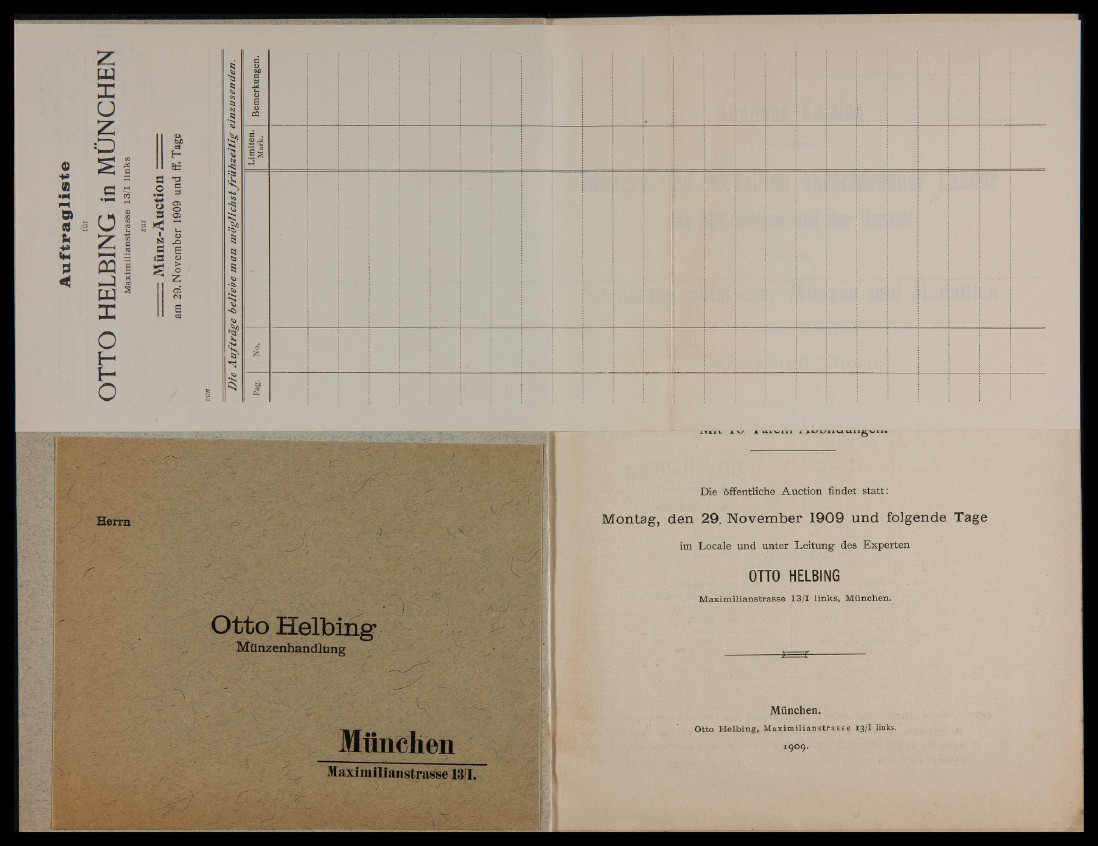 Auftragliste
für
OTTO HELBING in MÜNCHEN
Maximilianstrasse 13/I links
zur
Münz-Auction
am 29. November 1909 und ff. Tage
Die Aufträge beliebe man möglichst frühzeitig einzusenden.
Pag. No. Limiten. Mark. Bemerkungen.
Herrn
Otto Helbing
Münzenhandlung
München
Maximilianstrasse 13/I.
Die öffentliche Auction findet statt:
Montag, den 29. November 1909 und folgende Tage
im Locale und unter Leitung des Experten
OTTO HELBING
Maximilianstrasse 13/I links, München.
München.
Otto Helbing, Maximilianstrasse 13/I links.
1909.